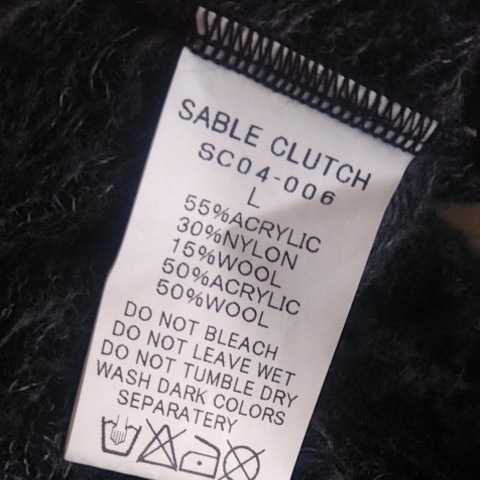 SABLE CLUTCH
SC04-006
L
55%ACRYLIC
30%NYLON
15%WOOL
50%ACRYLIC
50%WOOL
DO NOT BLEACH
DO NOT LEAVE WET
DO NOT TUMBLE DRY
WASH DARK COLORS
SEPARATERY